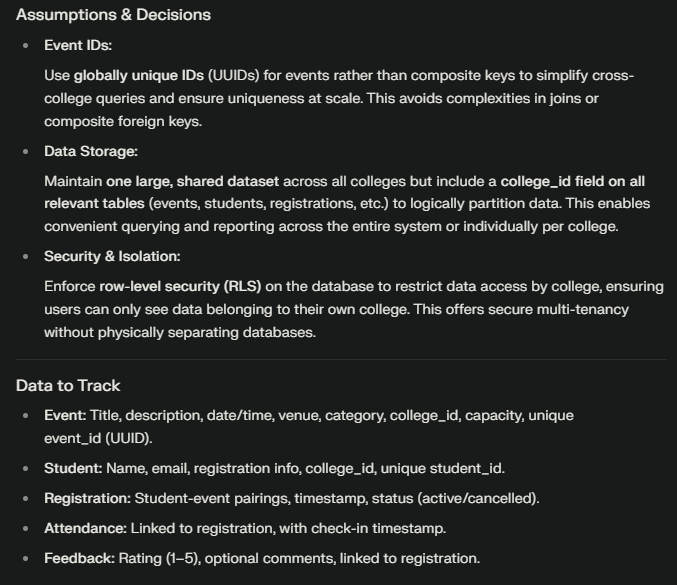 Assumptions & Decisions
• Event IDs:
Use globally unique IDs (UUIDs) for events rather than composite keys to simplify cross-
college queries and ensure uniqueness at scale. This avoids complexities in joins or
composite foreign keys.
• Data Storage:
Maintain one large, shared dataset across all colleges but include a college_id field on all
relevant tables (events, students, registrations, etc.) to logically partition data. This enables
convenient querying and reporting across the entire system or individually per college.
• Security & Isolation:
Enforce row-level security (RLS) on the database to restrict data access by college, ensuring
users can only see data belonging to their own college. This offers secure multi-tenancy
without physically separating databases.
Data to Track
• Event: Title, description, date/time, venue, category, college_id, capacity, unique
event_id (UUID).
• Student: Name, email, registration info, college_id, unique student_id.
• Registration: Student-event pairings, timestamp, status (active/cancelled).
• Attendance: Linked to registration, with check-in timestamp.
• Feedback: Rating (1–5), optional comments, linked to registration.